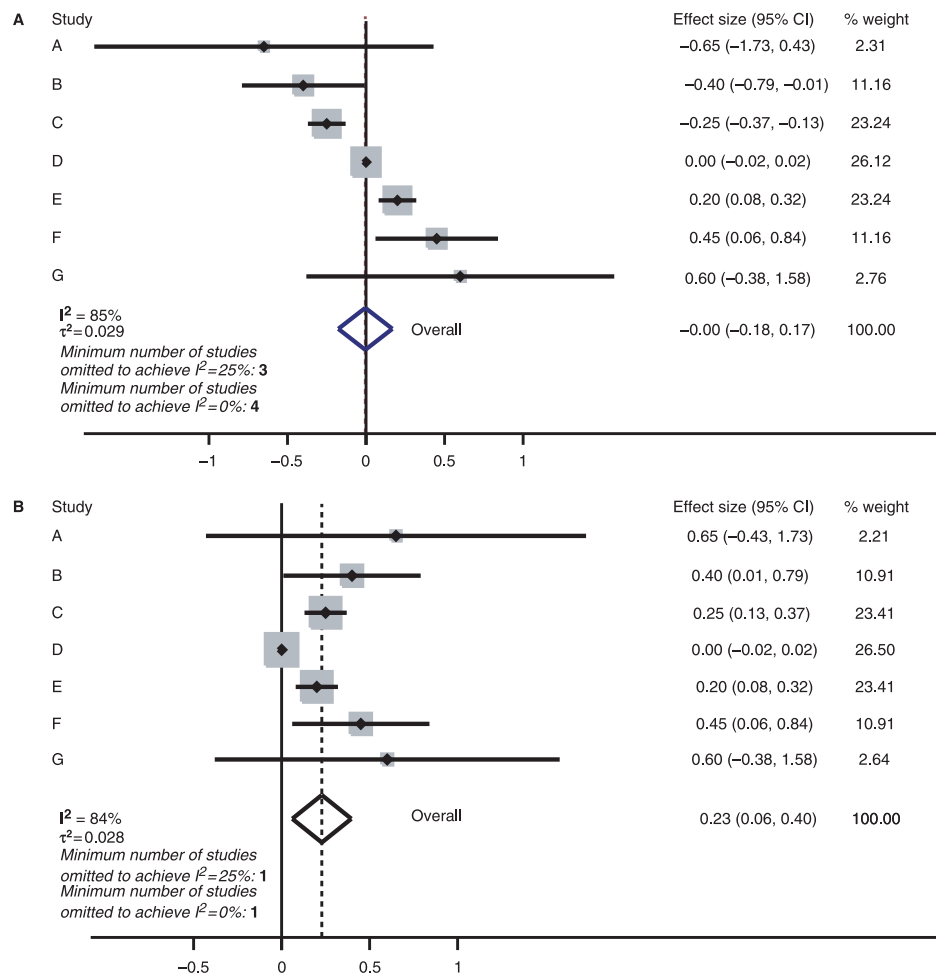 A Study Effect size (95% CI) % weight
A −0.65 (−1.73, 0.43) 2.31
B −0.40 (−0.79, −0.01) 11.16
C −0.25 (−0.37, −0.13) 23.24
D 0.00 (−0.02, 0.02) 26.12
E 0.20 (0.08, 0.32) 23.24
F 0.45 (0.06, 0.84) 11.16
G 0.60 (−0.38, 1.58) 2.76
I² = 85%
τ²=0.029
Overall −0.00 (−0.18, 0.17) 100.00
Minimum number of studies
omitted to achieve I²=25%: 3
Minimum number of studies
omitted to achieve I²=0%: 4
−1 −0.5 0 0.5 1
B Study Effect size (95% CI) % weight
A 0.65 (−0.43, 1.73) 2.21
B 0.40 (0.01, 0.79) 10.91
C 0.25 (0.13, 0.37) 23.41
D 0.00 (−0.02, 0.02) 26.50
E 0.20 (0.08, 0.32) 23.41
F 0.45 (0.06, 0.84) 10.91
G 0.60 (−0.38, 1.58) 2.64
Overall 0.23 (0.06, 0.40) 100.00
I² = 84%
τ²=0.028
Minimum number of studies
omitted to achieve I²=25%: 1
Minimum number of studies
omitted to achieve I²=0%: 1
−0.5 0 0.5 1